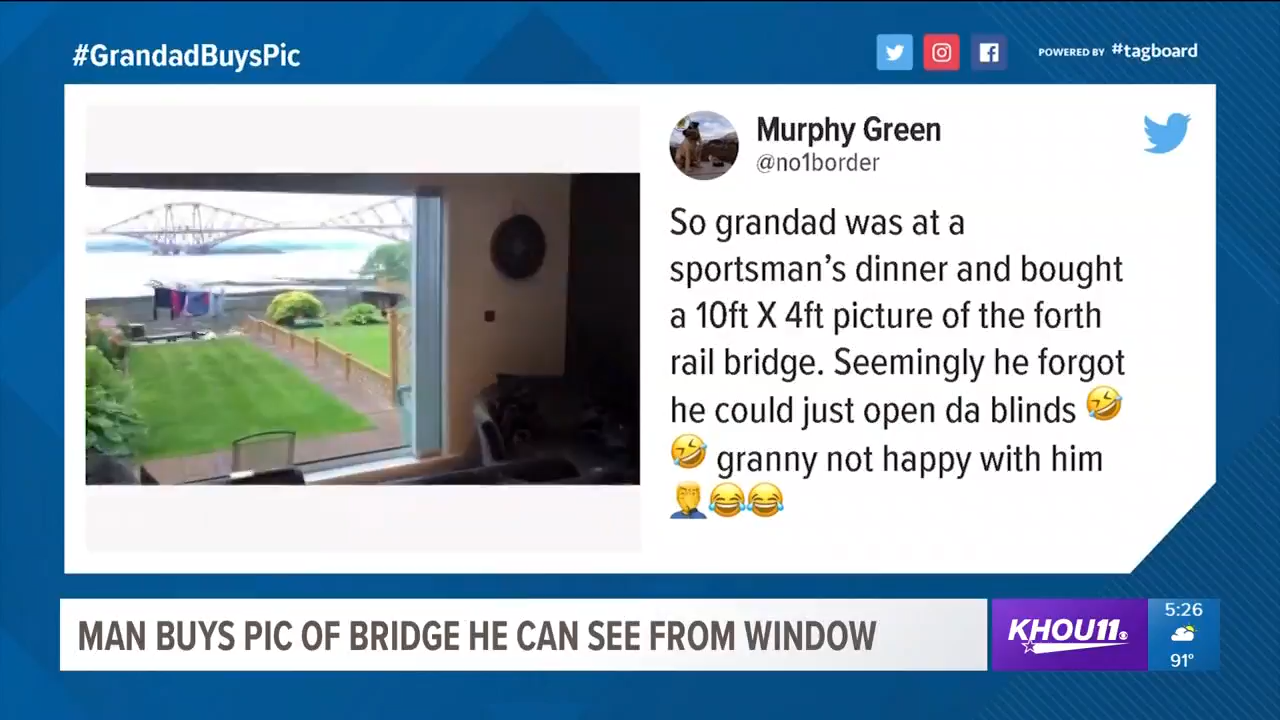 #GrandadBuysPic
POWERED BY #tagboard
Murphy Green
@no1border
So grandad was at a
sportsman’s dinner and bought
a 10ft X 4ft picture of the forth
rail bridge. Seemingly he forgot
he could just open da blinds 🤣
🤣 granny not happy with him
🤦😂😂
MAN BUYS PIC OF BRIDGE HE CAN SEE FROM WINDOW
KHOU11
5:26
91°